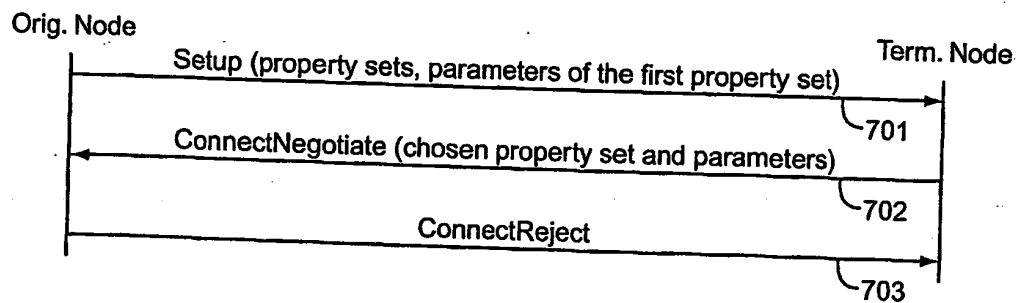 Orig. Node
Term. Node
Setup (property sets, parameters of the first property set)
701
ConnectNegotiate (chosen property set and parameters)
702
ConnectReject
703